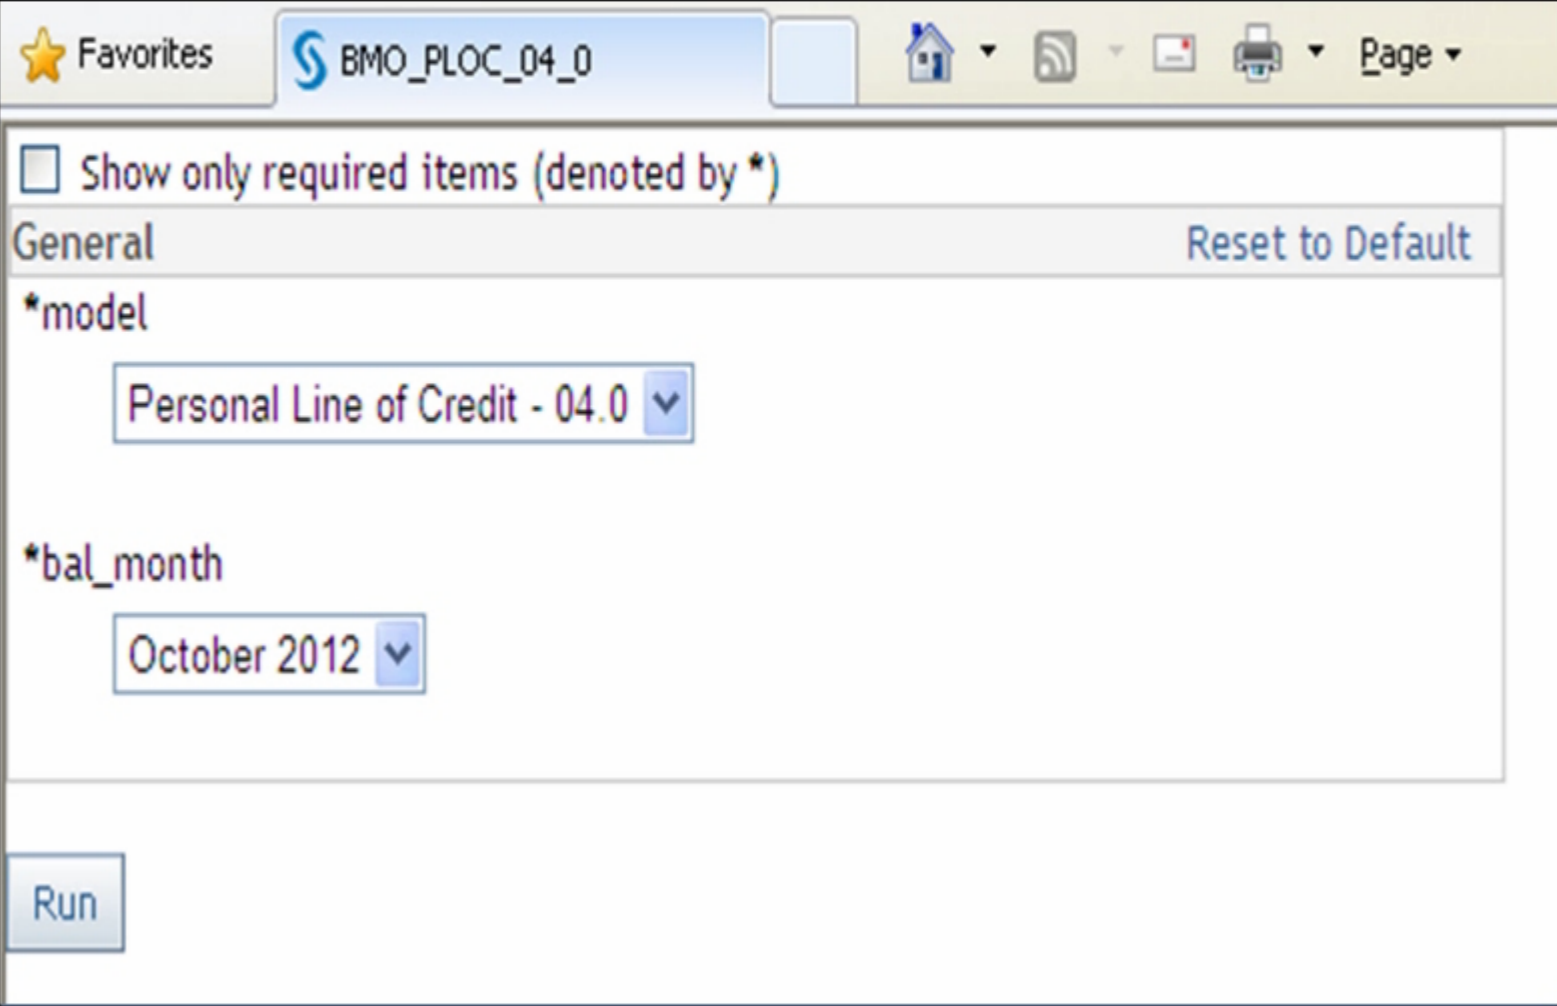 Favorites BMO_PLOC_04_0 Page
Show only required items (denoted by *)
General Reset to Default
*model
Personal Line of Credit - 04.0
*bal_month
October 2012
Run